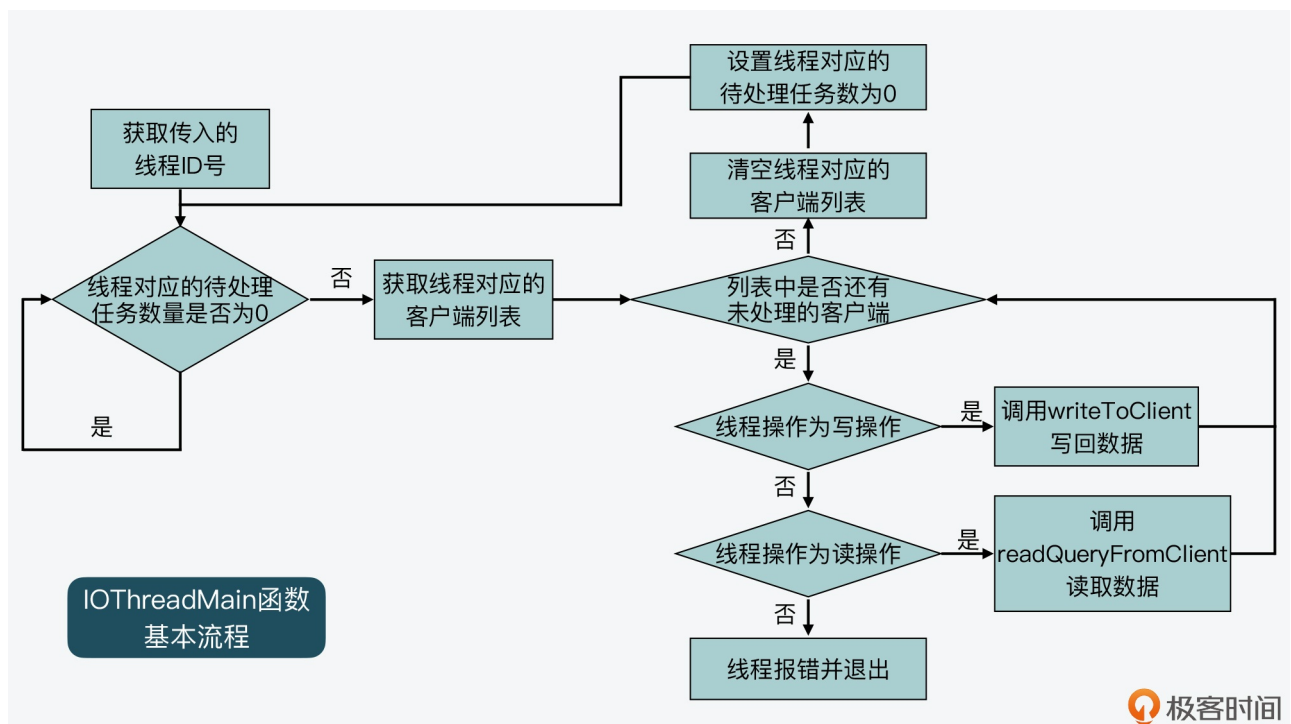 设置线程对应的
待处理任务数为0
获取传入的
线程ID号
清空线程对应的
客户端列表
否
线程对应的待处理
任务数量是否为0
否
获取线程对应的
客户端列表
列表中是否还有
未处理的客户端
是
是
线程操作为写操作
是
调用writeToClient
写回数据
否
线程操作为读操作
是
调用
readQueryFromClient
读取数据
否
线程报错并退出
IOThreadMain函数
基本流程
极客时间